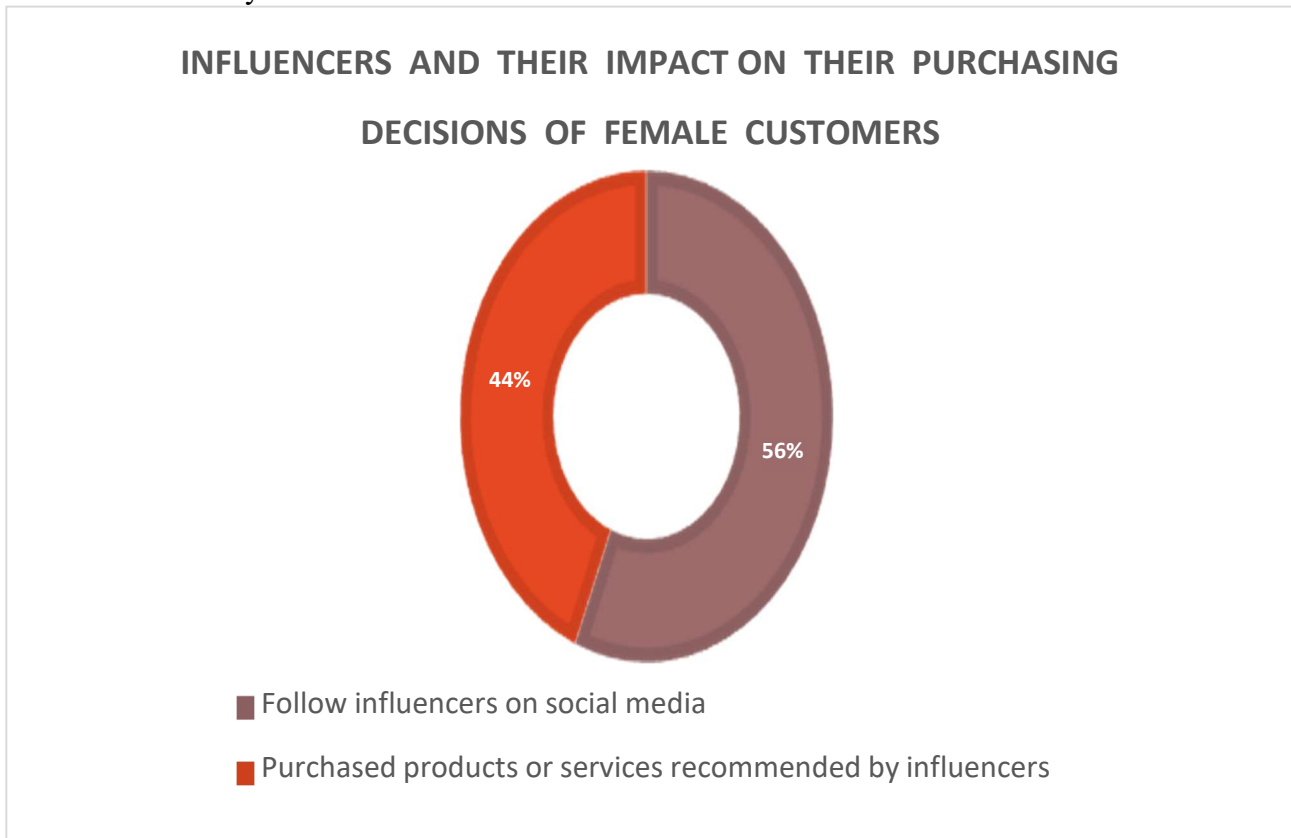 INFLUENCERS AND THEIR IMPACT ON THEIR PURCHASING
DECISIONS OF FEMALE CUSTOMERS
44%
56%
Follow influencers on social media
Purchased products or services recommended by influencers